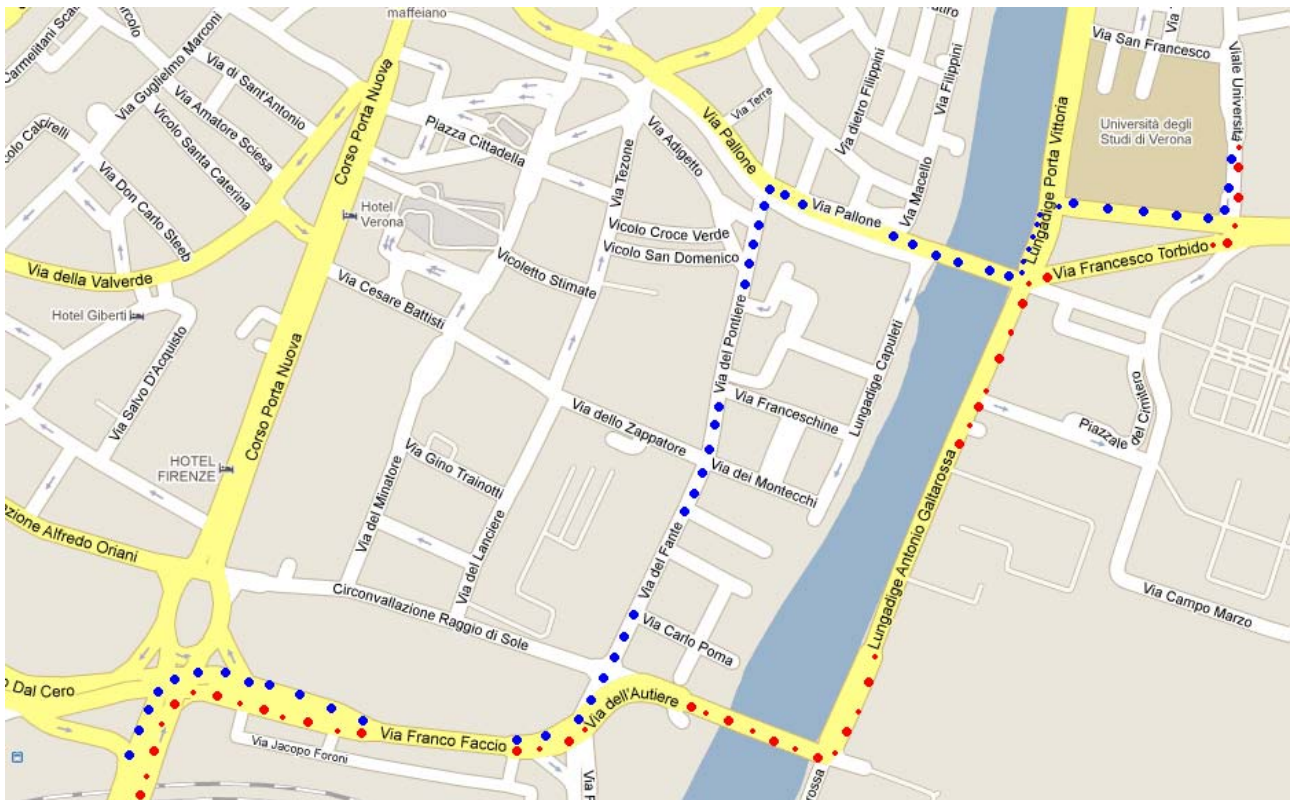 maffeiano
Via San Francesco
Via Guglielmo Marconi
Via di Sant'Antonio
Via Amatore Sciesa
Vicolo Santa Caterina
Via Don Carlo Steeb
Corso Porta Nuova
Piazza Cittadella
Via Tezone
Via Adigetto
Via Pallone
Via Terre
Via dietro Filippini
Via Filippini
Via Macello
Lungadige Porta Vittoria
Università degli
Studi di Verona
Viale Università
Hotel
Verona
Vicolo Croce Verde
Vicolo San Domenico
Via Pallone
Vicoletto Stimate
Via Francesco Torbido
Via della Valverde
Hotel Giberti
Via Cesare Battisti
Via Salvo D'Acquisto
Via del Pontiere
Lungadige Capuleti
Via Franceschine
Corso Porta Nuova
HOTEL
FIRENZE
Via dello Zappatore
Via dei Montecchi
Piazzale
del Cimitero
Via Gino Trainotti
Via del Minatore
Via del Lanciere
Via del Fante
Lungadige Antonio Galtarossa
Alfredo Oriani
Circonvallazione Raggio di Sole
Via Carlo Poma
Via Campo Marzo
Dal Cero
Via dell'Autiere
Via Franco Faccio
Via Jacopo Foroni